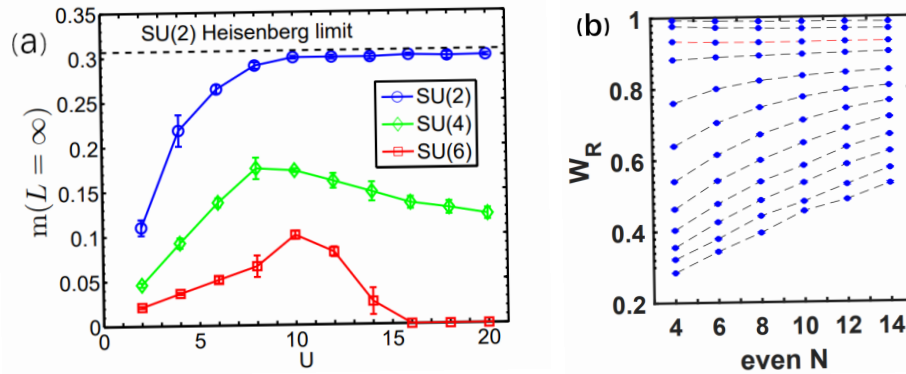 (a)
SU(2) Heisenberg limit
0.35
0.3
0.25
0.2
0.15
0.1
0.05
0
m(L = ∞)
SU(2)
SU(4)
SU(6)
0 5 10 15 20
U
(b)
1
0.8
0.6
0.4
0.2
W_R
4 6 8 10 12 14
even N